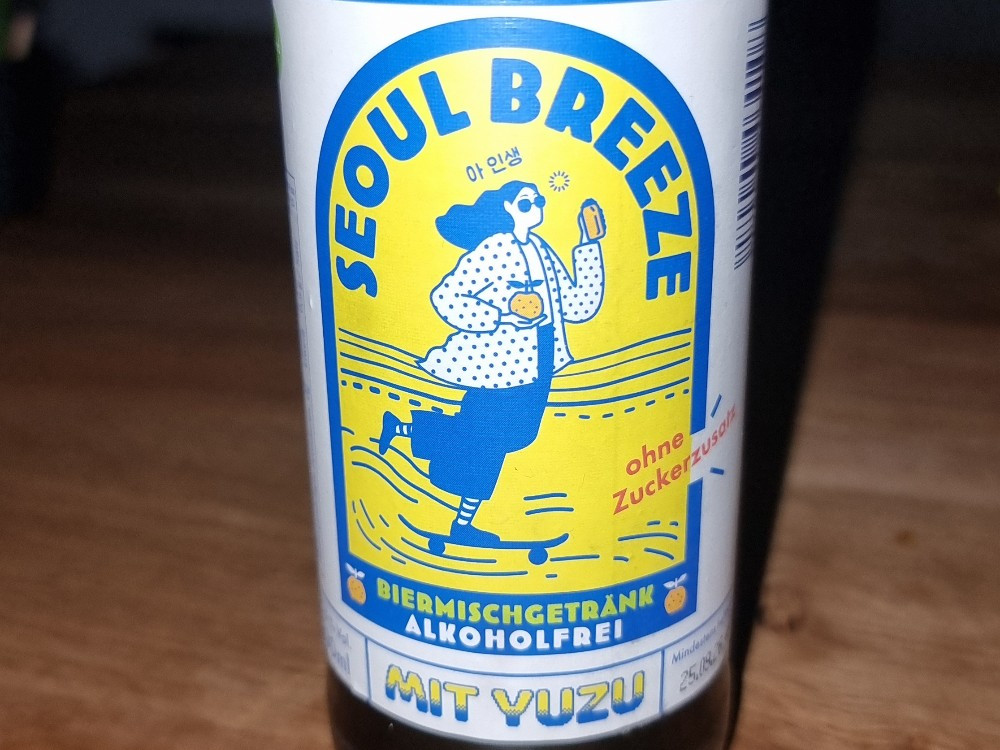 SEOUL BREEZE
아 인생
ohne
Zuckerzusatz
BIERMISCHGETRÄNK
ALKOHOLFREI
MIT YUZU